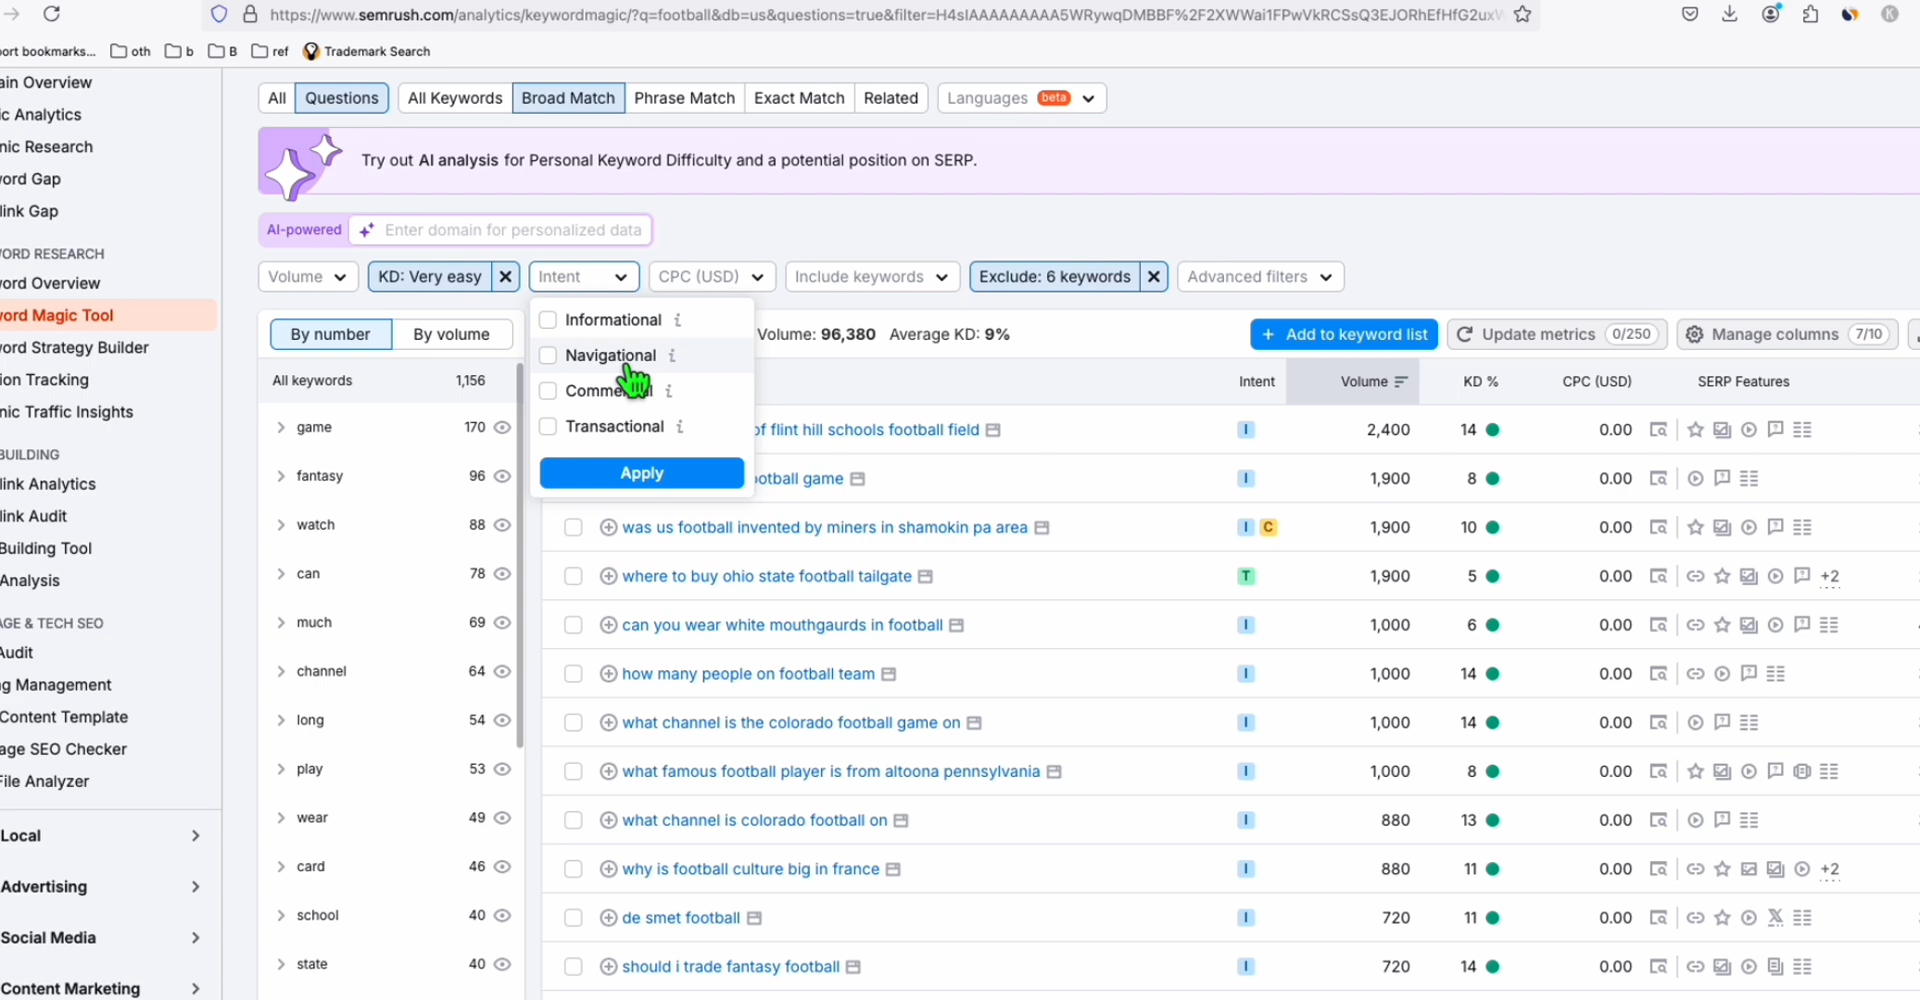 https://www.semrush.com/analytics/keywordmagic/?q=football&db=us&questions=true&filter=H4sIAAAAAAAAA5WRywqDMBBF%2F2XWWai1FPwVkRCSsQ3EJORhEfHfG2ux
ort bookmarks...
oth
b
B
ref
Trademark Search
ain Overview
ic Analytics
nic Research
ord Gap
link Gap
ORD RESEARCH
ord Overview
ord Magic Tool
ord Strategy Builder
ion Tracking
nic Traffic Insights
BUILDING
link Analytics
link Audit
Building Tool
Analysis
AGE & TECH SEO
Audit
g Management
Content Template
age SEO Checker
File Analyzer
Local
Advertising
Social Media
Content Marketing
All Questions
All Keywords Broad Match Phrase Match Exact Match Related
Languages beta
Try out AI analysis for Personal Keyword Difficulty and a potential position on SERP.
AI-powered Enter domain for personalized data
Volume KD: Very easy Intent CPC (USD) Include keywords Exclude: 6 keywords Advanced filters
Informational i
Navigational i
Comme l i
Transactional i
Apply
By number By volume
All keywords 1,156
game 170
fantasy 96
watch 88
can 78
much 69
channel 64
long 54
play 53
wear 49
card 46
school 40
state 40
Volume: 96,380 Average KD: 9%
+ Add to keyword list Update metrics 0/250 Manage columns 7/10
Intent Volume KD % CPC (USD) SERP Features
of flint hill schools football field I 2,400 14 0.00
ootball game I 1,900 8 0.00
was us football invented by miners in shamokin pa area I C 1,900 10 0.00
where to buy ohio state football tailgate T 1,900 5 0.00 +2
can you wear white mouthgaurds in football I 1,000 6 0.00
how many people on football team I 1,000 14 0.00
what channel is the colorado football game on I 1,000 14 0.00
what famous football player is from altoona pennsylvania I 1,000 8 0.00
what channel is colorado football on I 880 13 0.00
why is football culture big in france I 880 11 0.00 +2
de smet football I 720 11 0.00
should i trade fantasy football I 720 14 0.00